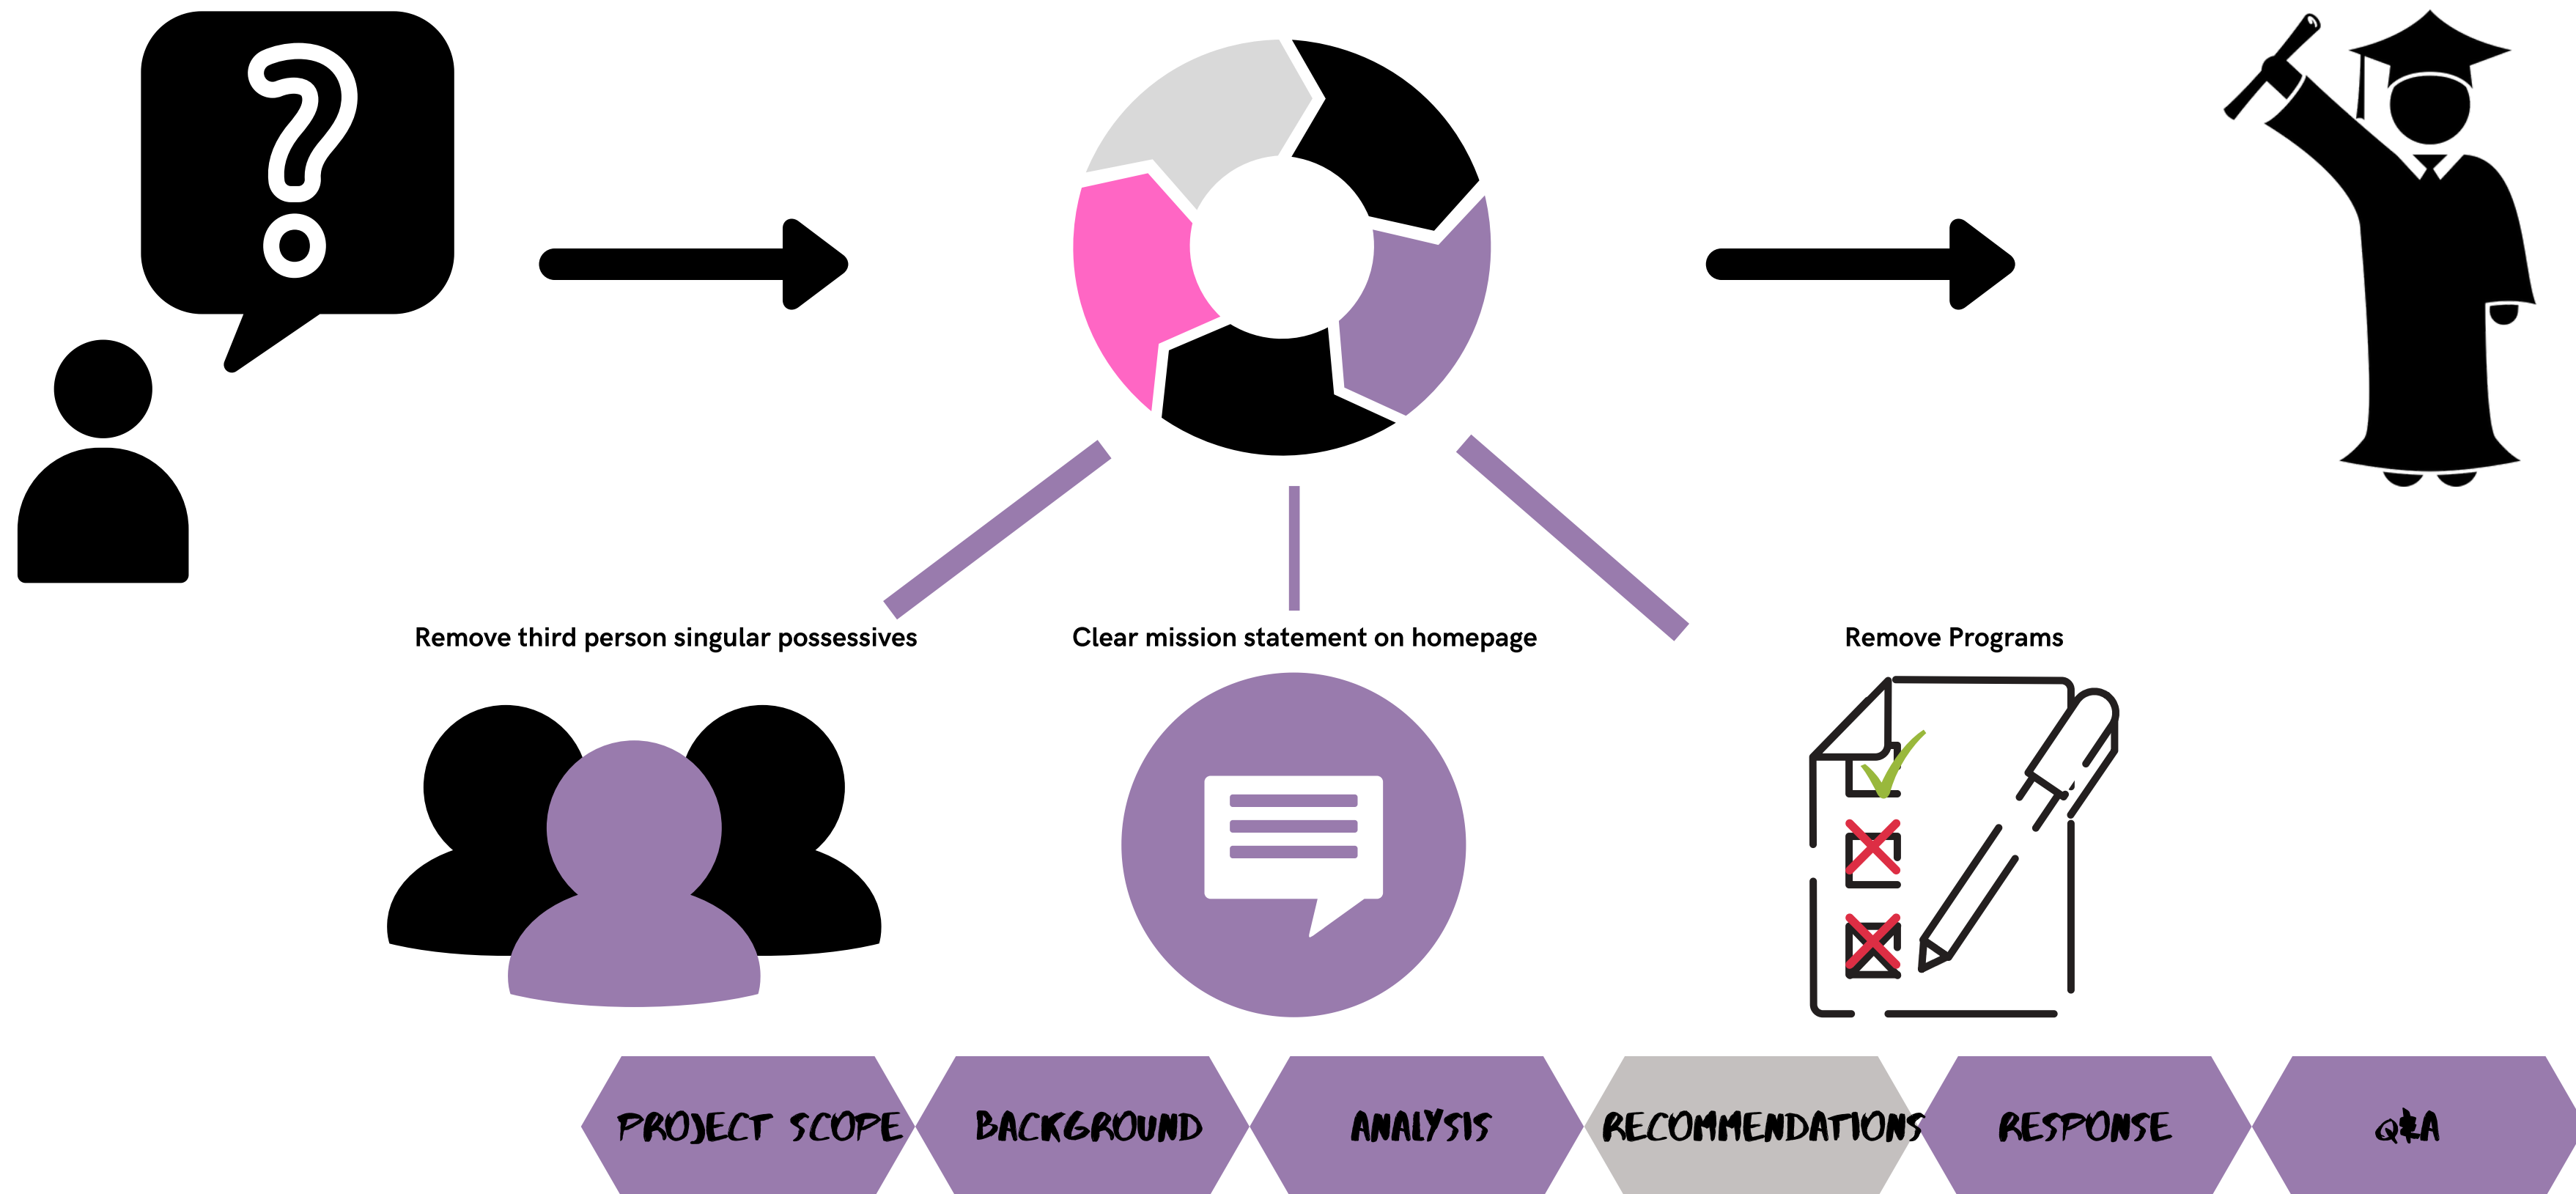 Remove third person singular possessives
Clear mission statement on homepage
Remove Programs
PROJECT SCOPE
BACKGROUND
ANALYSIS
RECOMMENDATIONS
RESPONSE
Q&A